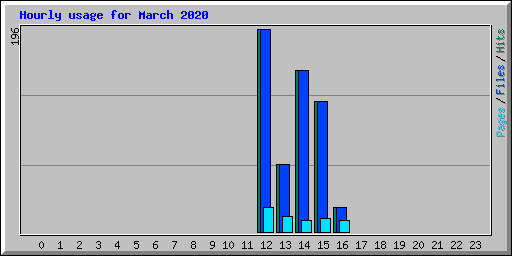 Hourly usage for March 2020
196
Pages/Files/Hits
0 1 2 3 4 5 6 7 8 9 10 11 12 13 14 15 16 17 18 19 20 21 22 23